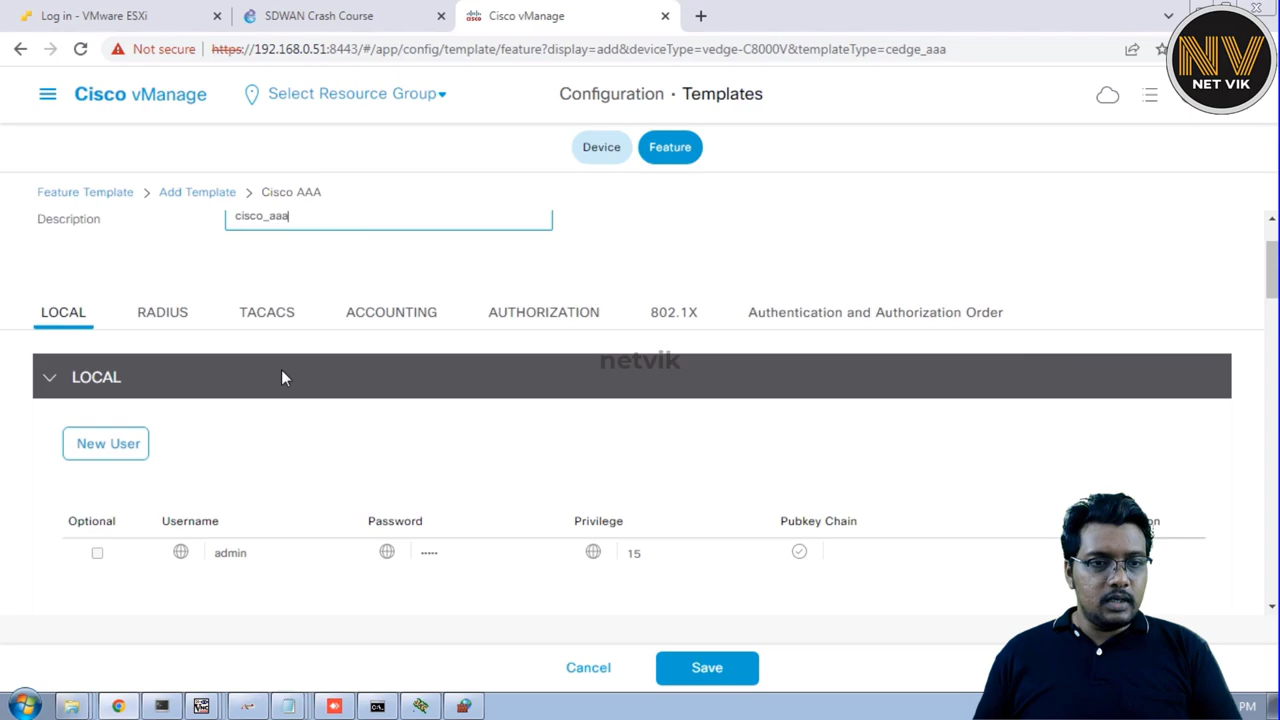 Log in - VMware ESXi
SDWAN Crash Course
Cisco vManage
Not secure
https://192.168.0.51:8443/#/app/config/template/feature?display=add&deviceType=vedge-C8000V&templateType=cedge_aaa
NV
NET VIK
Cisco vManage
Select Resource Group
Configuration · Templates
Device
Feature
Feature Template > Add Template > Cisco AAA
Description
cisco_aaa
LOCAL
RADIUS
TACACS
ACCOUNTING
AUTHORIZATION
802.1X
Authentication and Authorization Order
netvik
LOCAL
New User
Optional
Username
Password
Privilege
Pubkey Chain
admin
•••••
15
Cancel
Save
PM